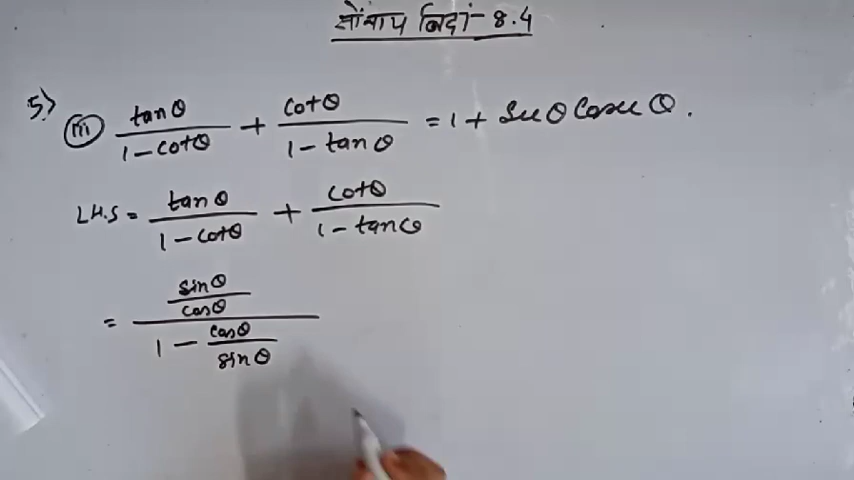 8.4
5) (iii) tanθ / 1 - cotθ + cotθ / 1 - tanθ = 1 + Secθ Cosecθ.
L.H.S = tanθ / 1 - cotθ + cotθ / 1 - tanθ
= sinθ / cosθ / 1 - cosθ / sinθ